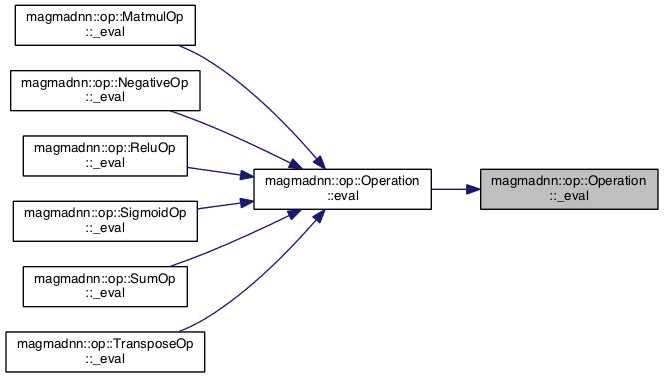 magmadnn::op::MatmulOp
::_eval
magmadnn::op::NegativeOp
::_eval
magmadnn::op::ReluOp
::_eval
magmadnn::op::SigmoidOp
::_eval
magmadnn::op::SumOp
::_eval
magmadnn::op::TransposeOp
::_eval
magmadnn::op::Operation
::eval
magmadnn::op::Operation
::_eval